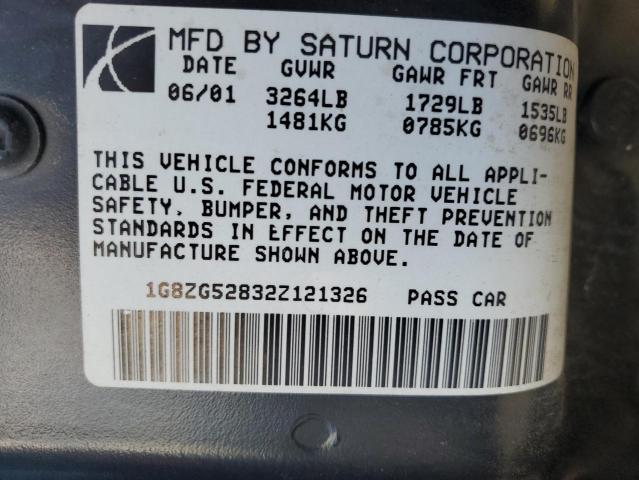 MFD BY SATURN CORPORATION
DATE GVWR GAWR FRT GAWR RR
06/01 3264LB 1729LB 1535LB
1481KG 0785KG 0696KG
THIS VEHICLE CONFORMS TO ALL APPLI-
CABLE U.S. FEDERAL MOTOR VEHICLE
SAFETY, BUMPER, AND THEFT PREVENTION
STANDARDS IN EFFECT ON THE DATE OF
MANUFACTURE SHOWN ABOVE.
1G8ZG52832Z121326 PASS CAR